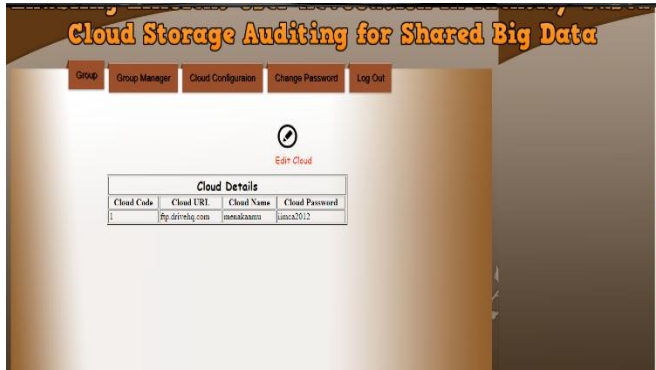 Cloud Storage Auditing for Shared Big Data
Group Group Manager Cloud Configuraion Change Password Log Out
Edit Cloud
Cloud Details
Cloud Code Cloud URL Cloud Name Cloud Password
1 ftp.drivehq.com menakaamu